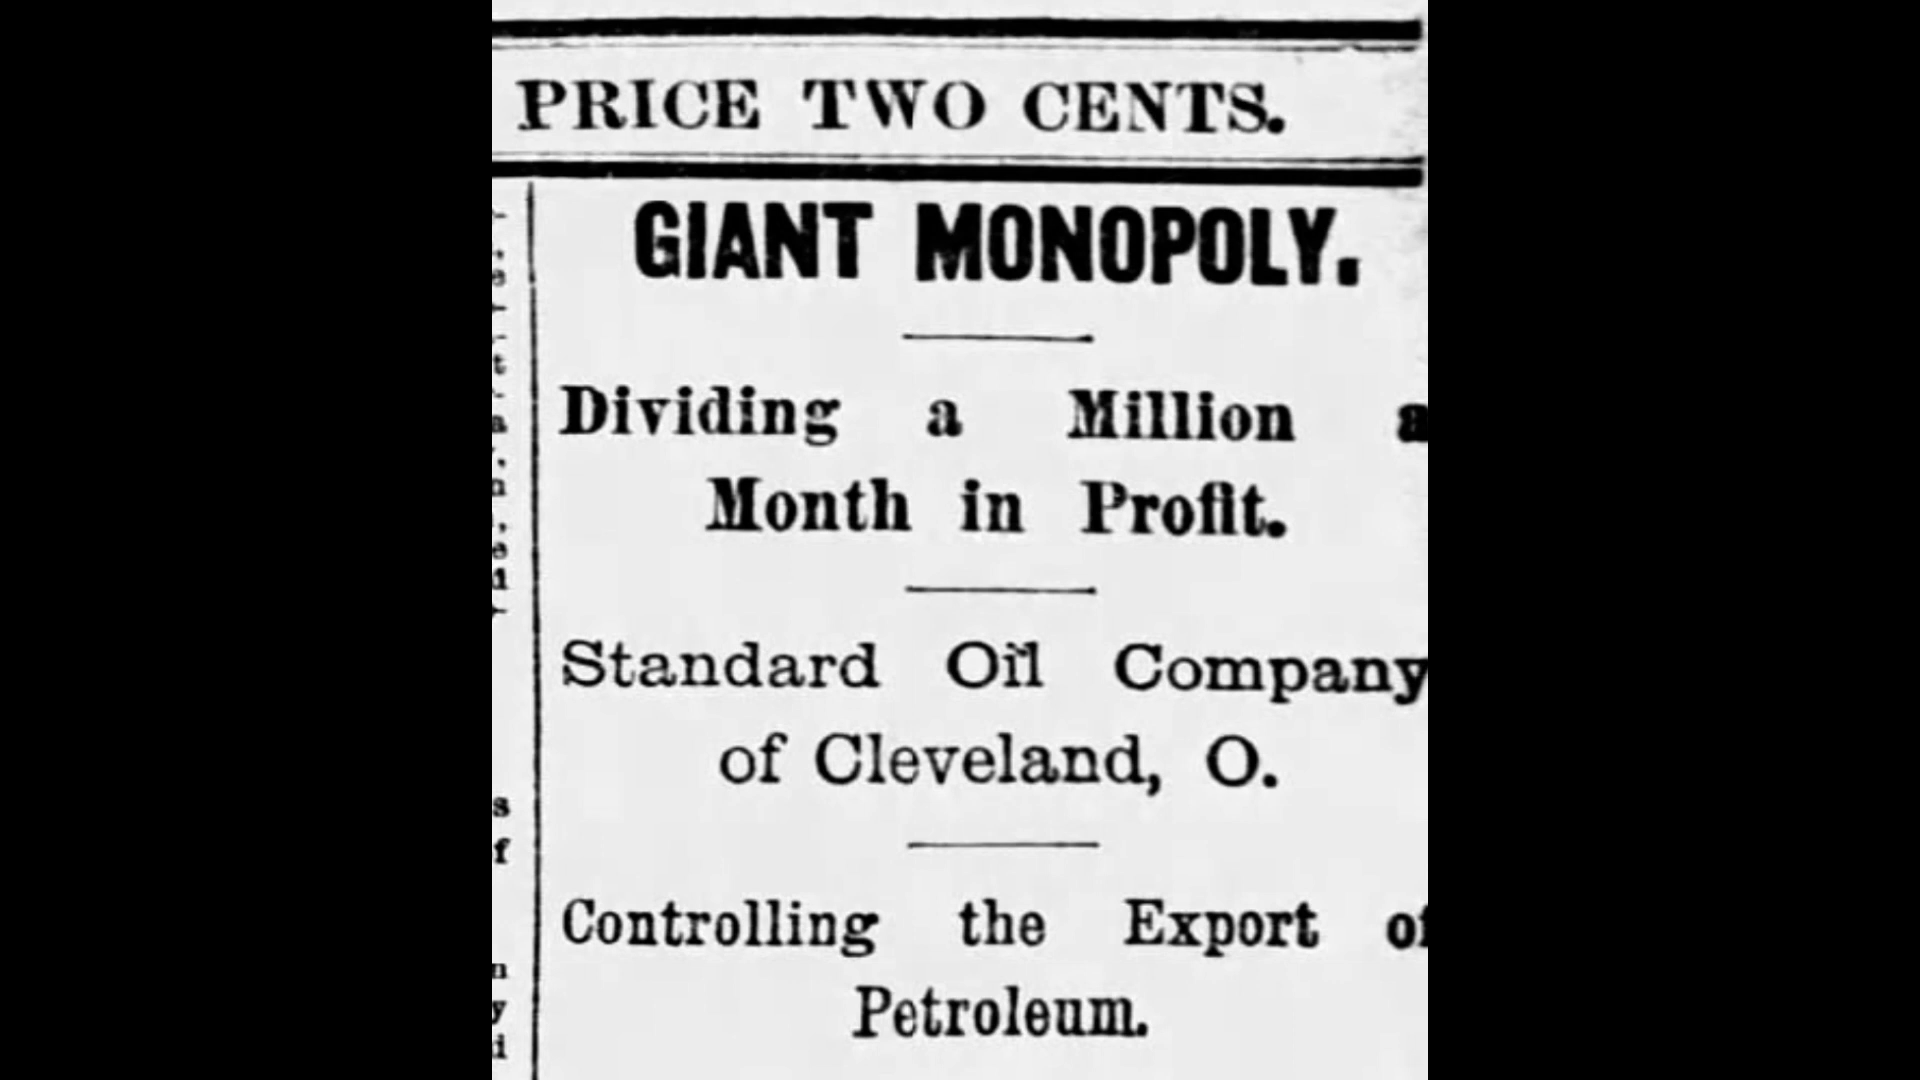 PRICE TWO CENTS.
GIANT MONOPOLY.
Dividing a Million a
Month in Profit.
Standard Oil Company
of Cleveland, O.
Controlling the Export of
Petroleum.